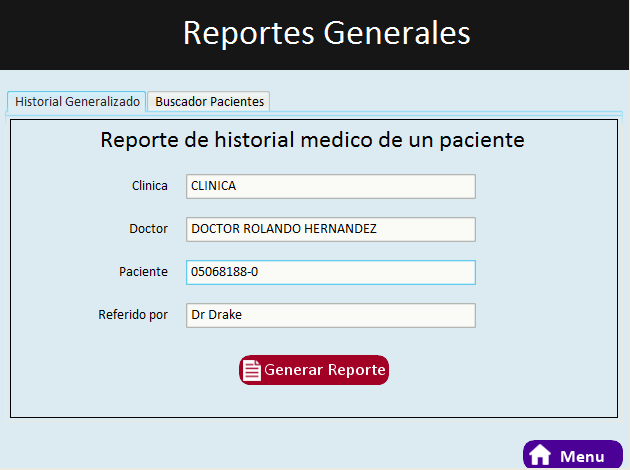 Reportes Generales
Historial Generalizado Buscador Pacientes
Reporte de historial medico de un paciente
Clinica CLINICA
Doctor DOCTOR ROLANDO HERNANDEZ
Paciente 05068188-0
Referido por Dr Drake
Generar Reporte
Menu